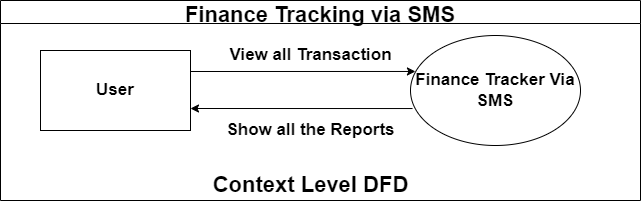 Finance Tracking via SMS
View all Transaction
User
Finance Tracker Via
SMS
Show all the Reports
Context Level DFD